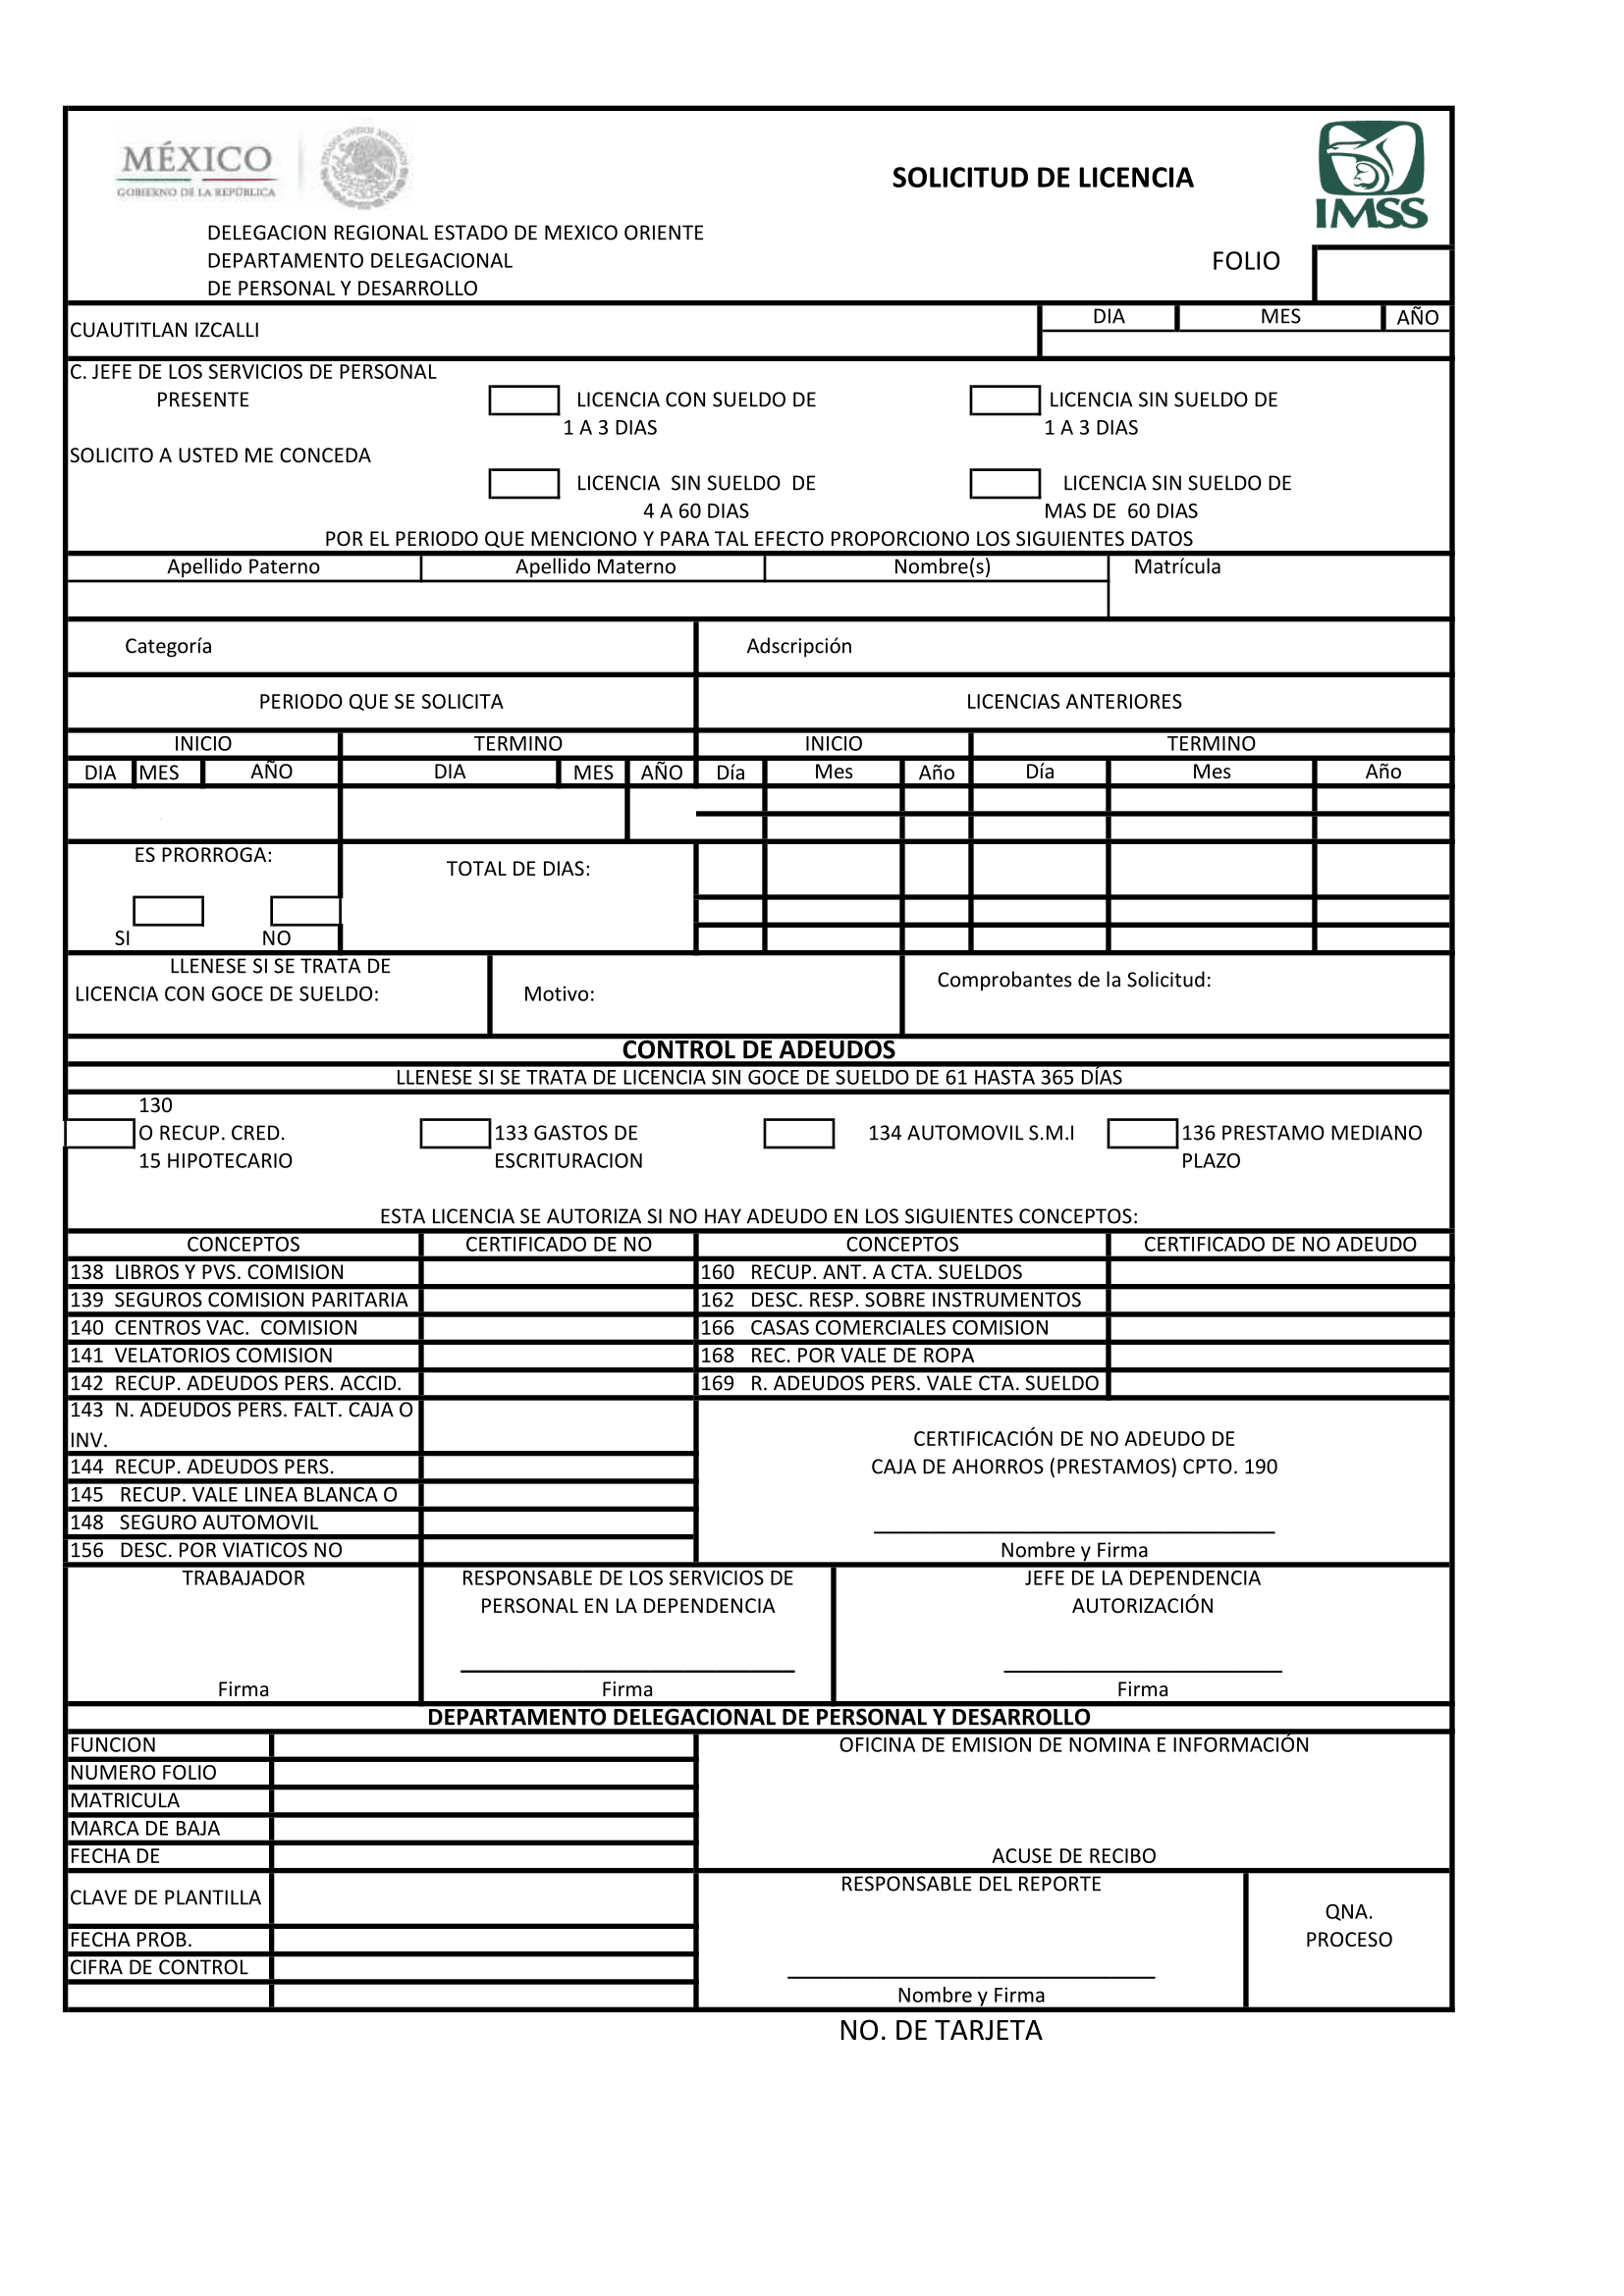 MÉXICO
GOBIERNO DE LA REPÚBLICA
ESTADOS UNIDOS MEXICANOS
SOLICITUD DE LICENCIA
IMSS
DELEGACION REGIONAL ESTADO DE MEXICO ORIENTE
DEPARTAMENTO DELEGACIONAL
FOLIO
DE PERSONAL Y DESARROLLO
CUAUTITLAN IZCALLI
DIA MES AÑO
C. JEFE DE LOS SERVICIOS DE PERSONAL
PRESENTE LICENCIA CON SUELDO DE LICENCIA SIN SUELDO DE
1 A 3 DIAS 1 A 3 DIAS
SOLICITO A USTED ME CONCEDA
LICENCIA SIN SUELDO DE LICENCIA SIN SUELDO DE
4 A 60 DIAS MAS DE 60 DIAS
POR EL PERIODO QUE MENCIONO Y PARA TAL EFECTO PROPORCIONO LOS SIGUIENTES DATOS
Apellido Paterno Apellido Materno Nombre(s) Matrícula
Categoría Adscripción
PERIODO QUE SE SOLICITA LICENCIAS ANTERIORES
INICIO TERMINO INICIO TERMINO
DIA MES AÑO DIA MES AÑO Día Mes Año Día Mes Año
ES PRORROGA:
TOTAL DE DIAS:
SI NO
LLENESE SI SE TRATA DE
LICENCIA CON GOCE DE SUELDO: Motivo: Comprobantes de la Solicitud:
CONTROL DE ADEUDOS
LLENESE SI SE TRATA DE LICENCIA SIN GOCE DE SUELDO DE 61 HASTA 365 DÍAS
130
O RECUP. CRED. 133 GASTOS DE 134 AUTOMOVIL S.M.I 136 PRESTAMO MEDIANO
15 HIPOTECARIO ESCRITURACION PLAZO
ESTA LICENCIA SE AUTORIZA SI NO HAY ADEUDO EN LOS SIGUIENTES CONCEPTOS:
CONCEPTOS CERTIFICADO DE NO CONCEPTOS CERTIFICADO DE NO ADEUDO
138 LIBROS Y PVS. COMISION 160 RECUP. ANT. A CTA. SUELDOS
139 SEGUROS COMISION PARITARIA 162 DESC. RESP. SOBRE INSTRUMENTOS
140 CENTROS VAC. COMISION 166 CASAS COMERCIALES COMISION
141 VELATORIOS COMISION 168 REC. POR VALE DE ROPA
142 RECUP. ADEUDOS PERS. ACCID. 169 R. ADEUDOS PERS. VALE CTA. SUELDO
143 N. ADEUDOS PERS. FALT. CAJA O
INV. CERTIFICACIÓN DE NO ADEUDO DE
144 RECUP. ADEUDOS PERS. CAJA DE AHORROS (PRESTAMOS) CPTO. 190
145 RECUP. VALE LINEA BLANCA O
148 SEGURO AUTOMOVIL
156 DESC. POR VIATICOS NO Nombre y Firma
TRABAJADOR RESPONSABLE DE LOS SERVICIOS DE JEFE DE LA DEPENDENCIA
PERSONAL EN LA DEPENDENCIA AUTORIZACIÓN
Firma Firma Firma
DEPARTAMENTO DELEGACIONAL DE PERSONAL Y DESARROLLO
FUNCION OFICINA DE EMISION DE NOMINA E INFORMACIÓN
NUMERO FOLIO
MATRICULA
MARCA DE BAJA
FECHA DE ACUSE DE RECIBO
RESPONSABLE DEL REPORTE
CLAVE DE PLANTILLA
QNA.
FECHA PROB. PROCESO
CIFRA DE CONTROL
Nombre y Firma
NO. DE TARJETA